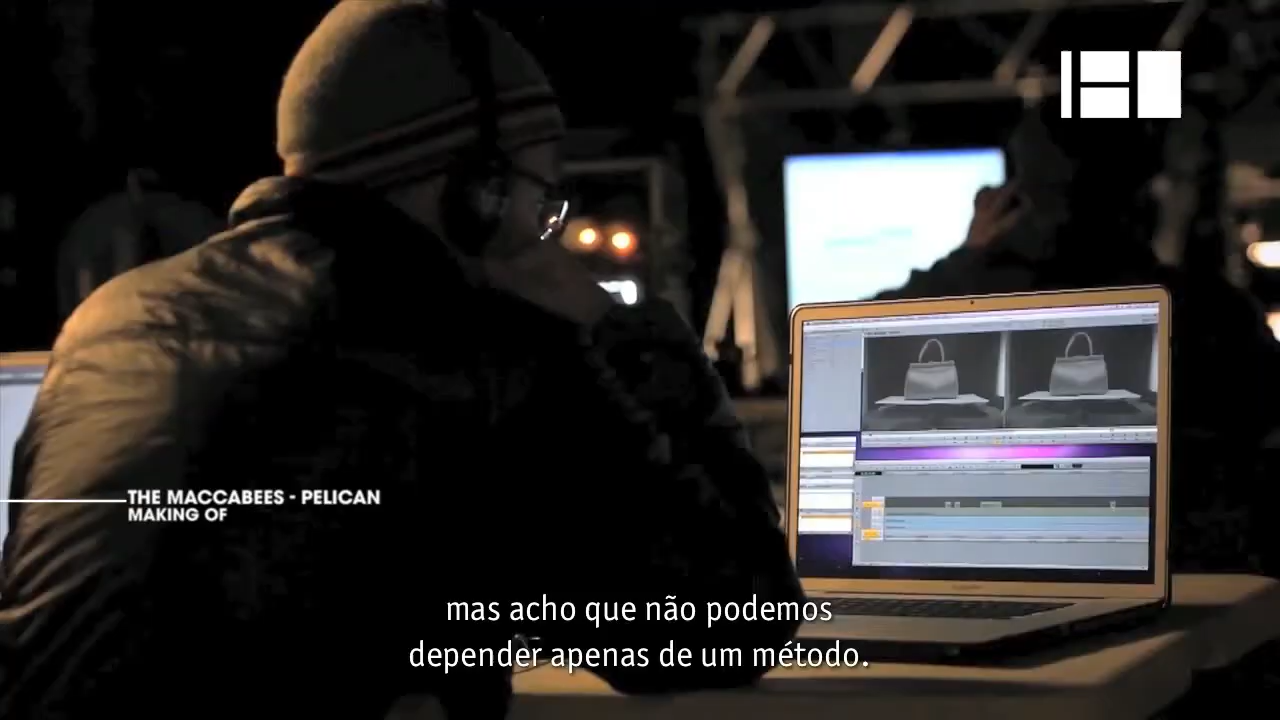 THE MACCABEES - PELICAN
MAKING OF
mas acho que não podemos
depender apenas de um método.